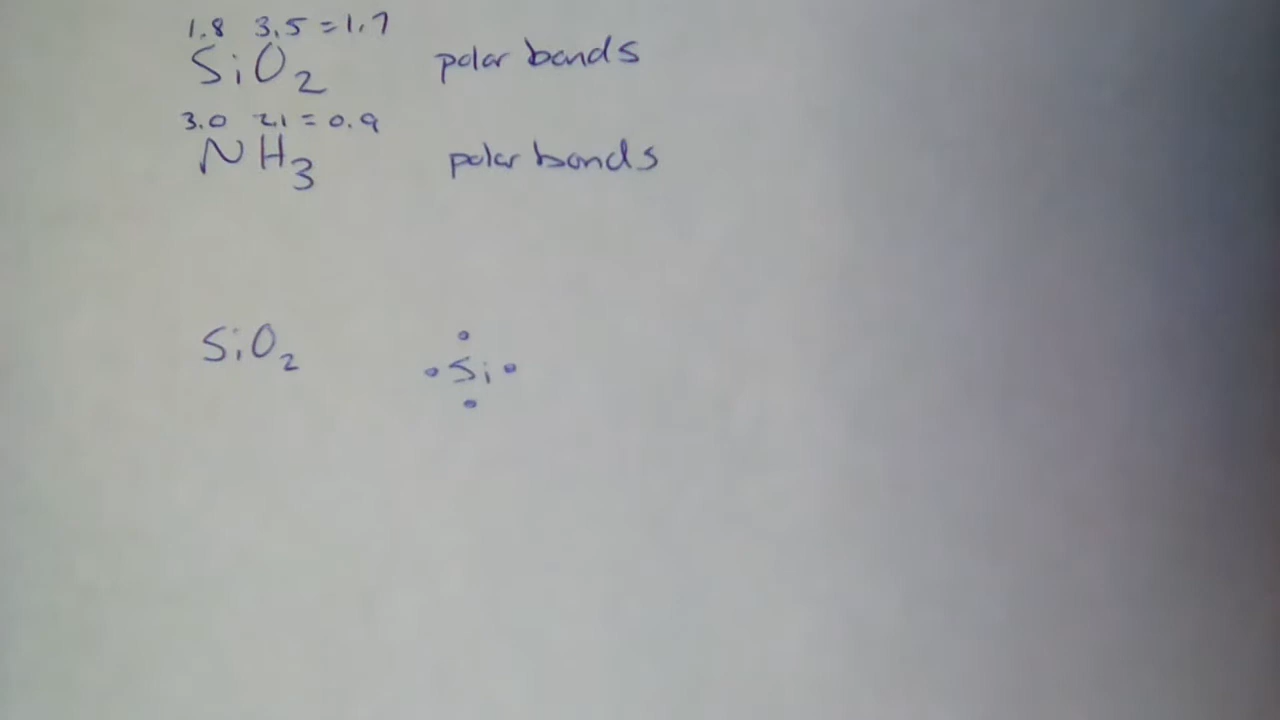 1.8 3.5 = 1.7
SiO2 polar bonds
3.0 2.1 = 0.9
NH3 polar bonds
SiO2 Si